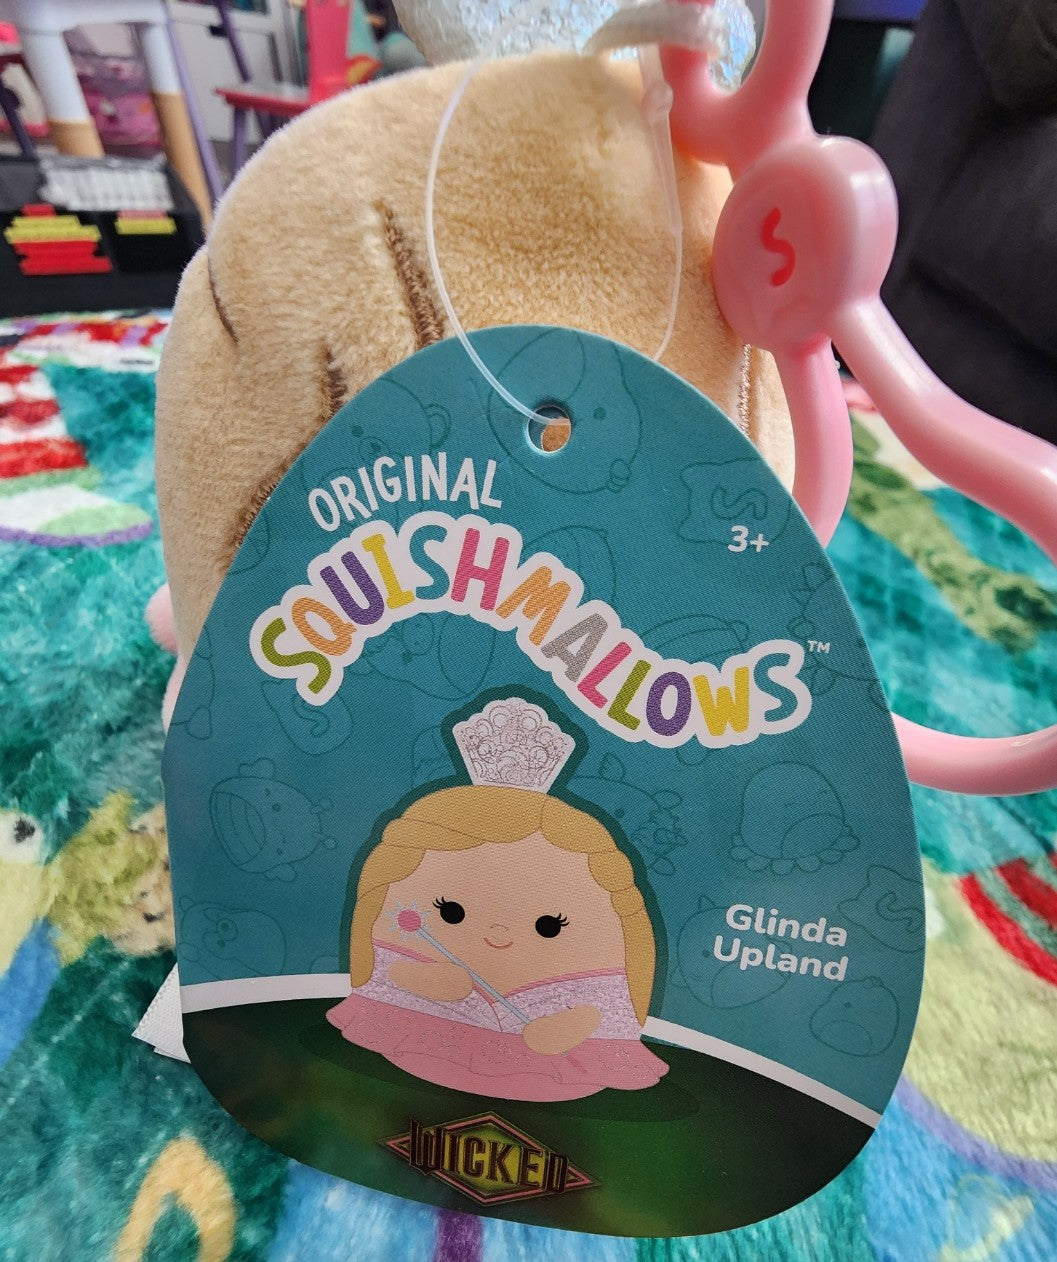 S
ORIGINAL
3+
SQUISHMALLOWS™
Glinda
Upland
WICKED